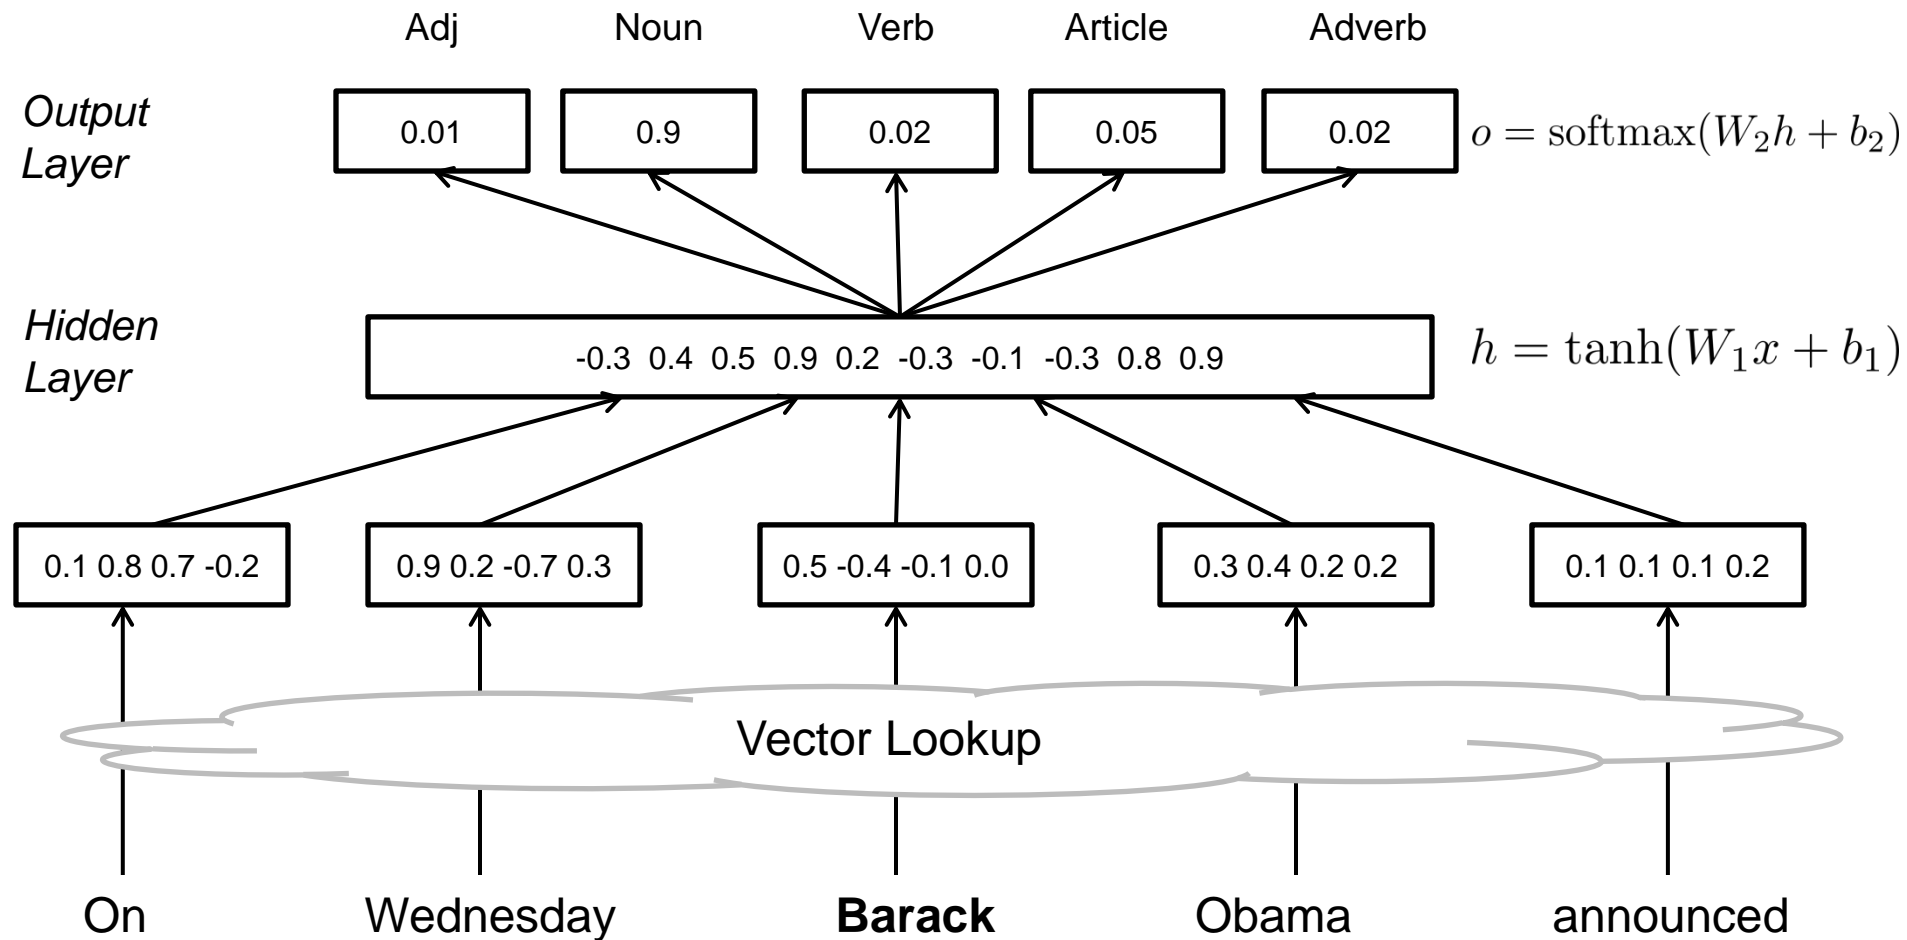 Adj Noun Verb Article Adverb
Output
Layer
0.01 0.9 0.02 0.05 0.02 o = softmax(W₂h + b₂)
Hidden
Layer
-0.3 0.4 0.5 0.9 0.2 -0.3 -0.1 -0.3 0.8 0.9 h = tanh(W₁x + b₁)
0.1 0.8 0.7 -0.2 0.9 0.2 -0.7 0.3 0.5 -0.4 -0.1 0.0 0.3 0.4 0.2 0.2 0.1 0.1 0.1 0.2
Vector Lookup
On Wednesday Barack Obama announced